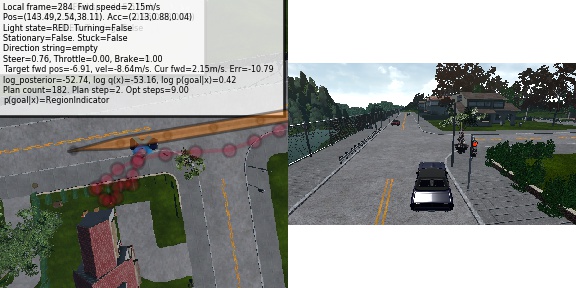 Local frame=284. Fwd speed=2.15m/s
Pos=(143.49,2.54,38.11). Acc=(2.13,0.88,0.04)
Light state=RED. Turning=False
Stationary=False. Stuck=False
Direction string=empty
Steer=0.76, Throttle=0.00, Brake=1.00
Target fwd pos=-6.91, vel=-8.64m/s. Cur fwd=2.15m/s. Err=-10.79
log_posterior=-52.74, log q(x)=-53.16, log p(goal|x)=0.42
Plan count=182. Plan step=2. Opt steps=9.00
p(goal|x)=RegionIndicator